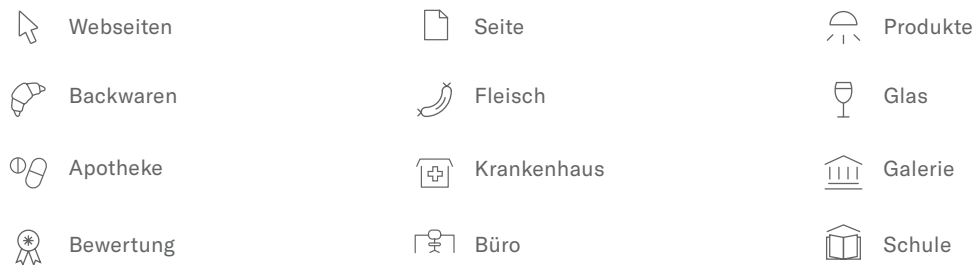 Webseiten
Seite
Produkte
Backwaren
Fleisch
Glas
Apotheke
Krankenhaus
Galerie
Bewertung
Büro
Schule